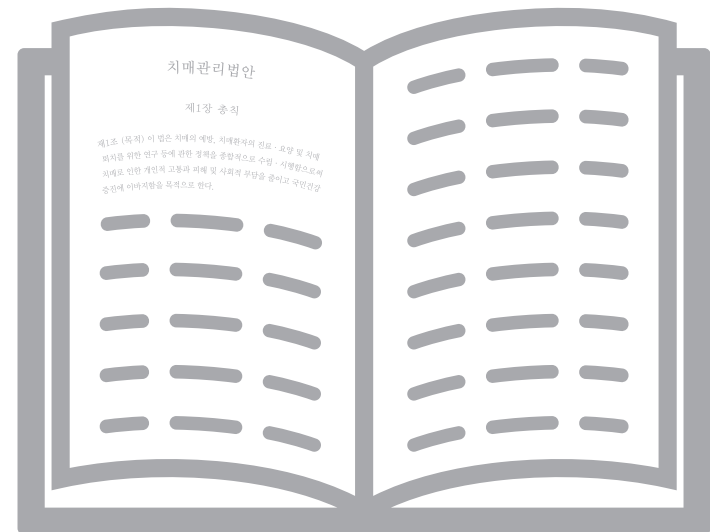 치매관리법안
제1장 총칙
제1조 (목적) 이 법은 치매의 예방, 치매환자의 진료 · 요양 및 치매
퇴치를 위한 연구 등에 관한 정책을 종합적으로 수립 · 시행함으로써
치매로 인한 개인적 고통과 피해 및 사회적 부담을 줄이고 국민건강
증진에 이바지함을 목적으로 한다.